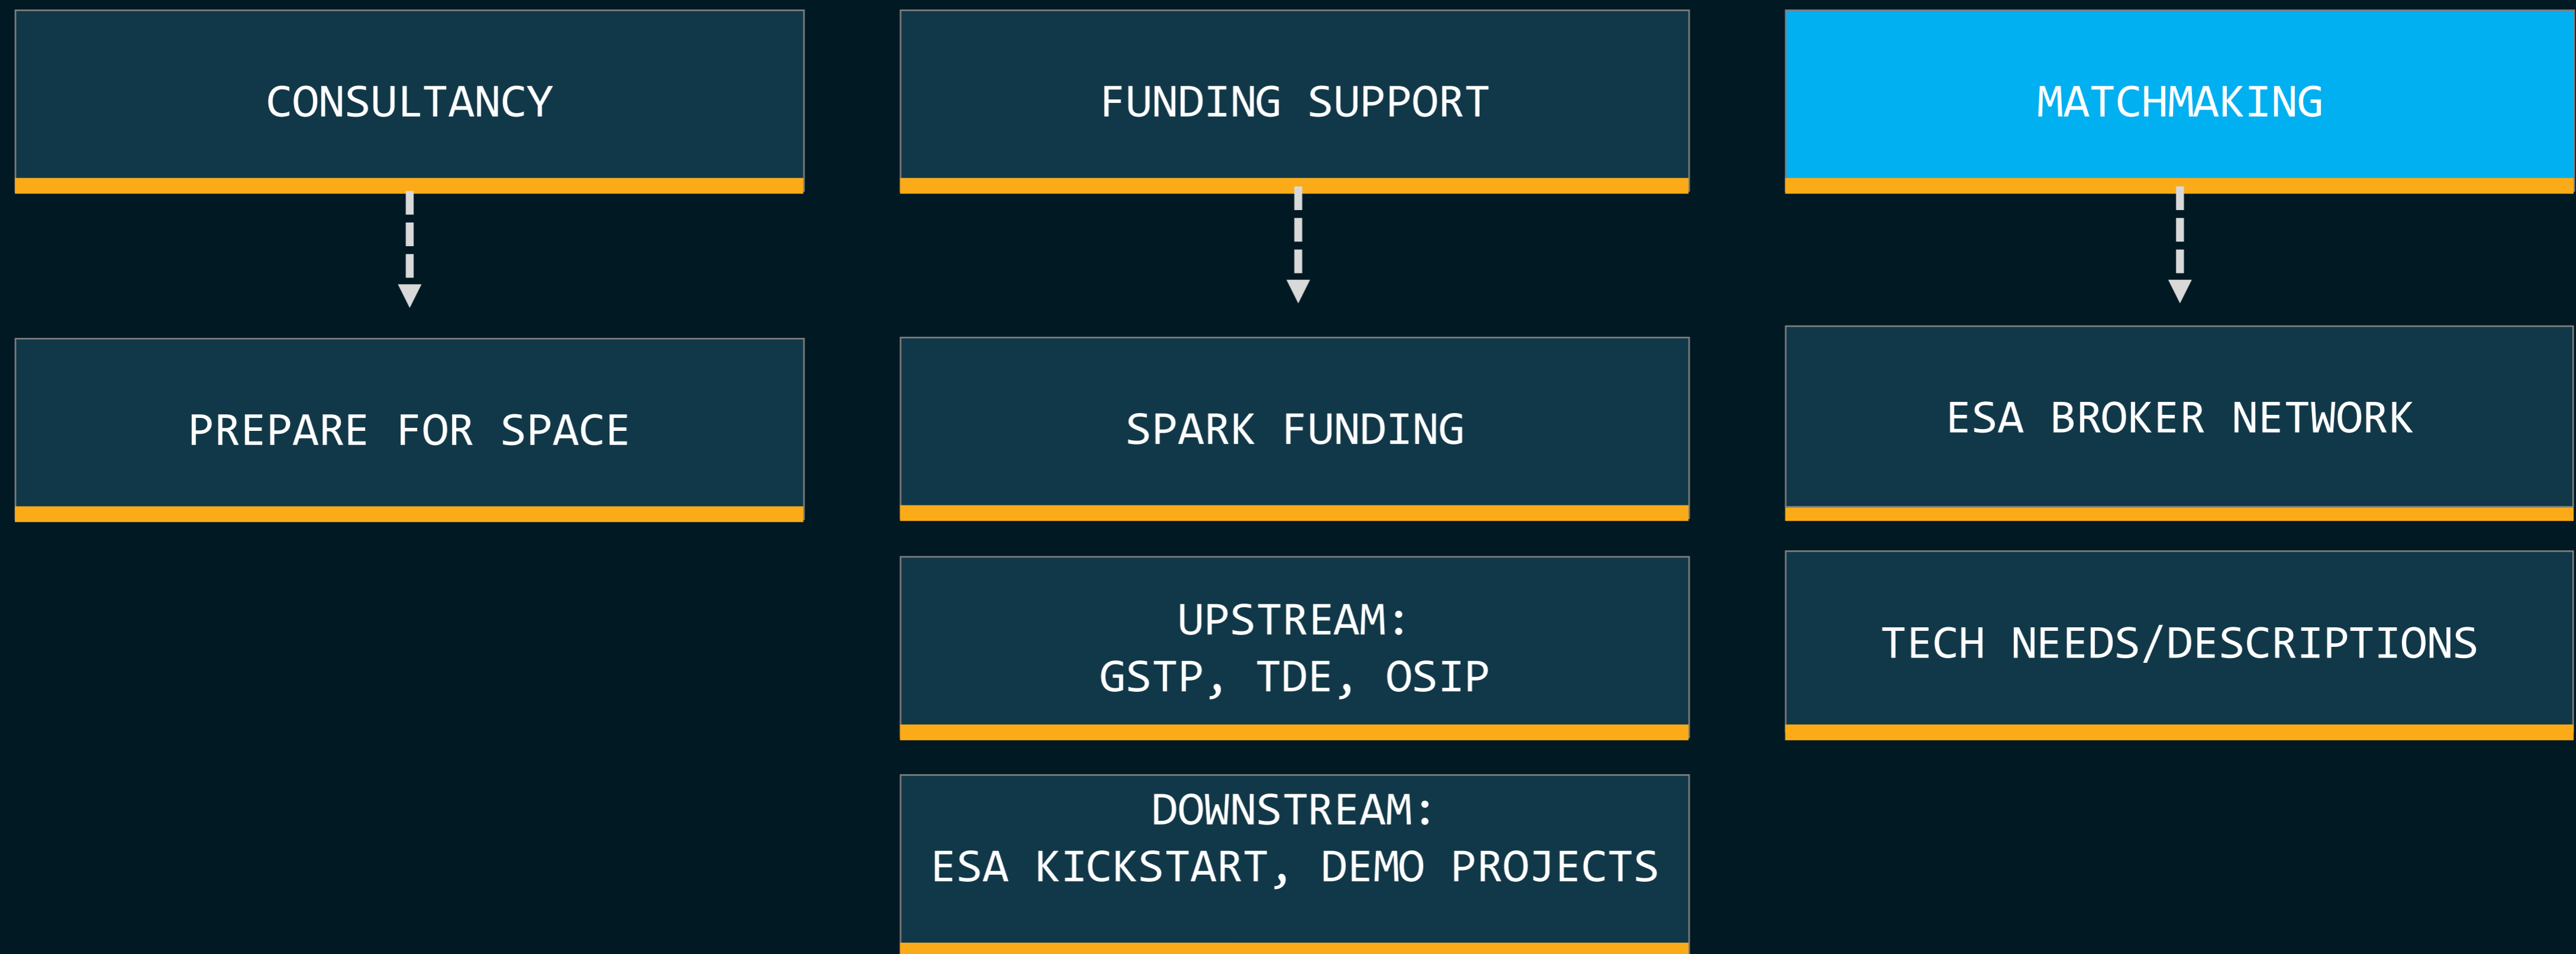 CONSULTANCY
FUNDING SUPPORT
MATCHMAKING
PREPARE FOR SPACE
SPARK FUNDING
ESA BROKER NETWORK
UPSTREAM:
GSTP, TDE, OSIP
TECH NEEDS/DESCRIPTIONS
DOWNSTREAM:
ESA KICKSTART, DEMO PROJECTS